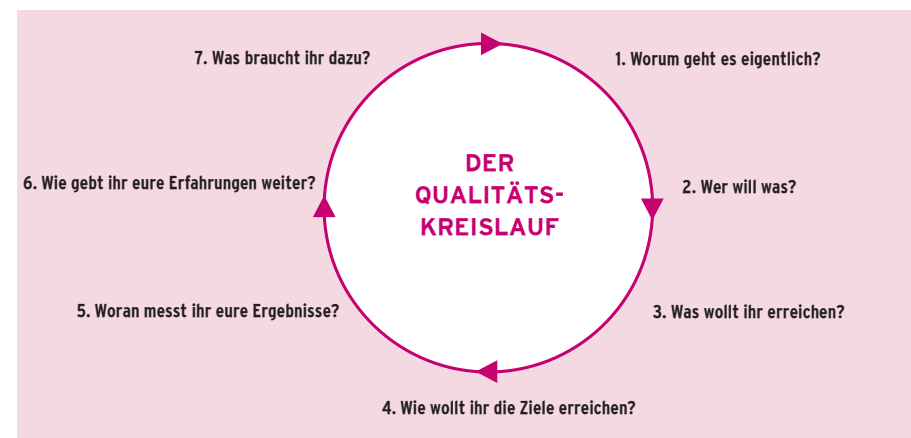 DER
QUALITÄTS-
KREISLAUF
1. Worum geht es eigentlich?
2. Wer will was?
3. Was wollt ihr erreichen?
4. Wie wollt ihr die Ziele erreichen?
5. Woran messt ihr eure Ergebnisse?
6. Wie gebt ihr eure Erfahrungen weiter?
7. Was braucht ihr dazu?